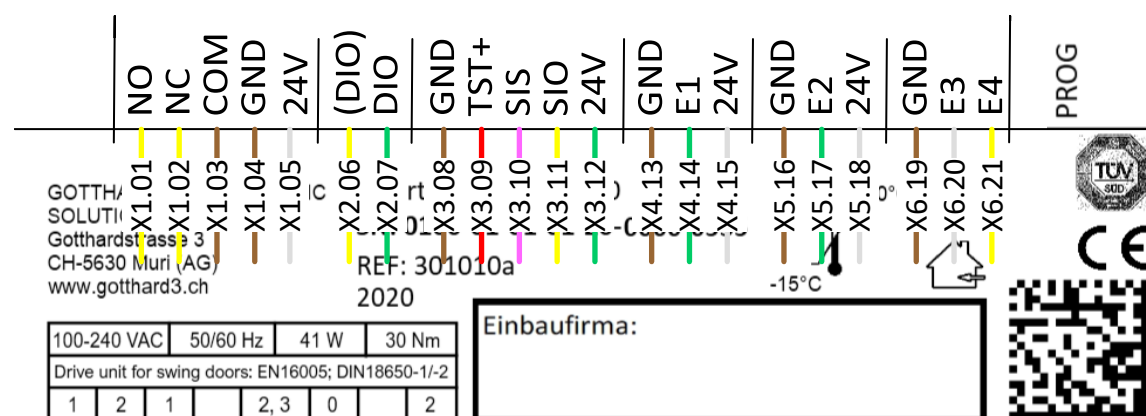 NO NC COM GND 24V (DIO) DIO GND TST+ SIS SIO 24V GND E1 24V GND E2 24V GND E3 E4 PROG
X1.01 X1.02 X1.03 X1.04 X1.05 X2.06 X2.07 X3.08 X3.09 X3.10 X3.11 X3.12 X4.13 X4.14 X4.15 X5.16 X5.17 X5.18 X6.19 X6.20 X6.21
TÜV
SÜD
Gotthardstrasse 3
CH-5630 Muri (AG)
www.gotthard3.ch
REF: 301010a
2020
-15°C
CE
100-240 VAC 50/60 Hz 41 W 30 Nm
Drive unit for swing doors: EN16005; DIN18650-1/-2
1 2 1 2, 3 0 2
Einbaufirma: